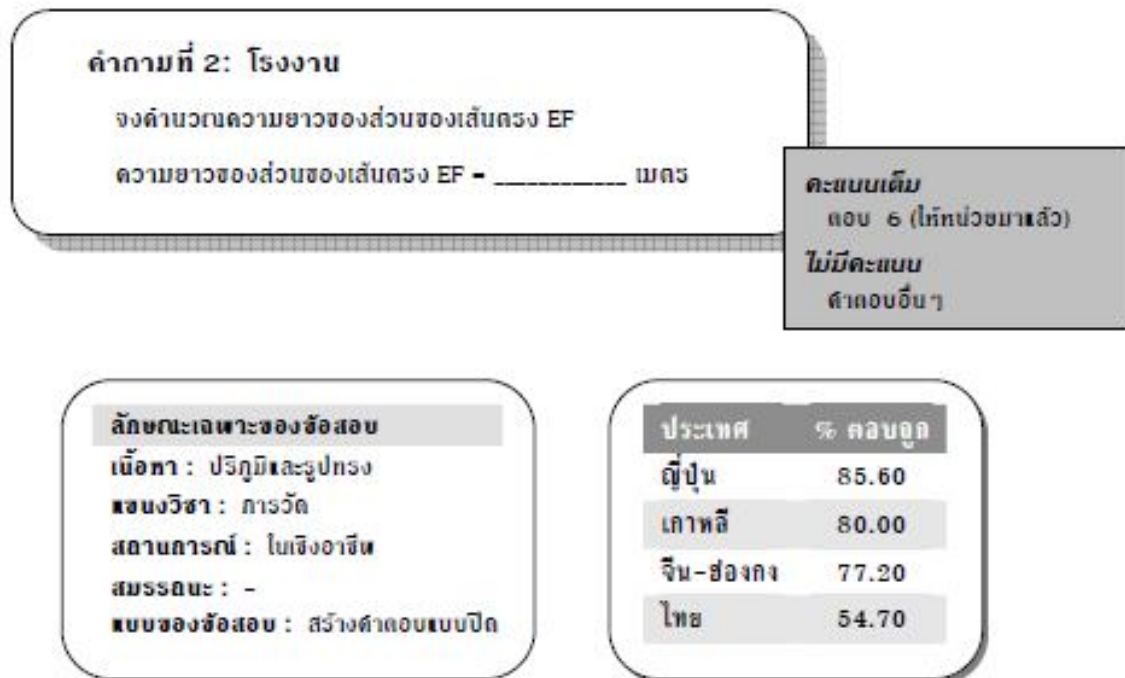 คำถามที่ 2: โรงงาน
จงคำนวณความยาวของส่วนของเส้นตรง EF
ความยาวของส่วนของเส้นตรง EF = ____________ เมตร
คะแนนเต็ม
ตอบ 6 (ให้หน่วยมาแล้ว)
ไม่มีคะแนน
คำตอบอื่นๆ
ลักษณะเฉพาะของข้อสอบ
เนื้อหา : ปริภูมิและรูปทรง
แขนงวิชา : การวัด
สถานการณ์ : ในเชิงอาชีพ
สมรรถนะ : -
แบบของข้อสอบ : สร้างคำตอบแบบปิด
ประเทศ % ตอบถูก
ญี่ปุ่น 85.60
เกาหลี 80.00
จีน-ฮ่องกง 77.20
ไทย 54.70